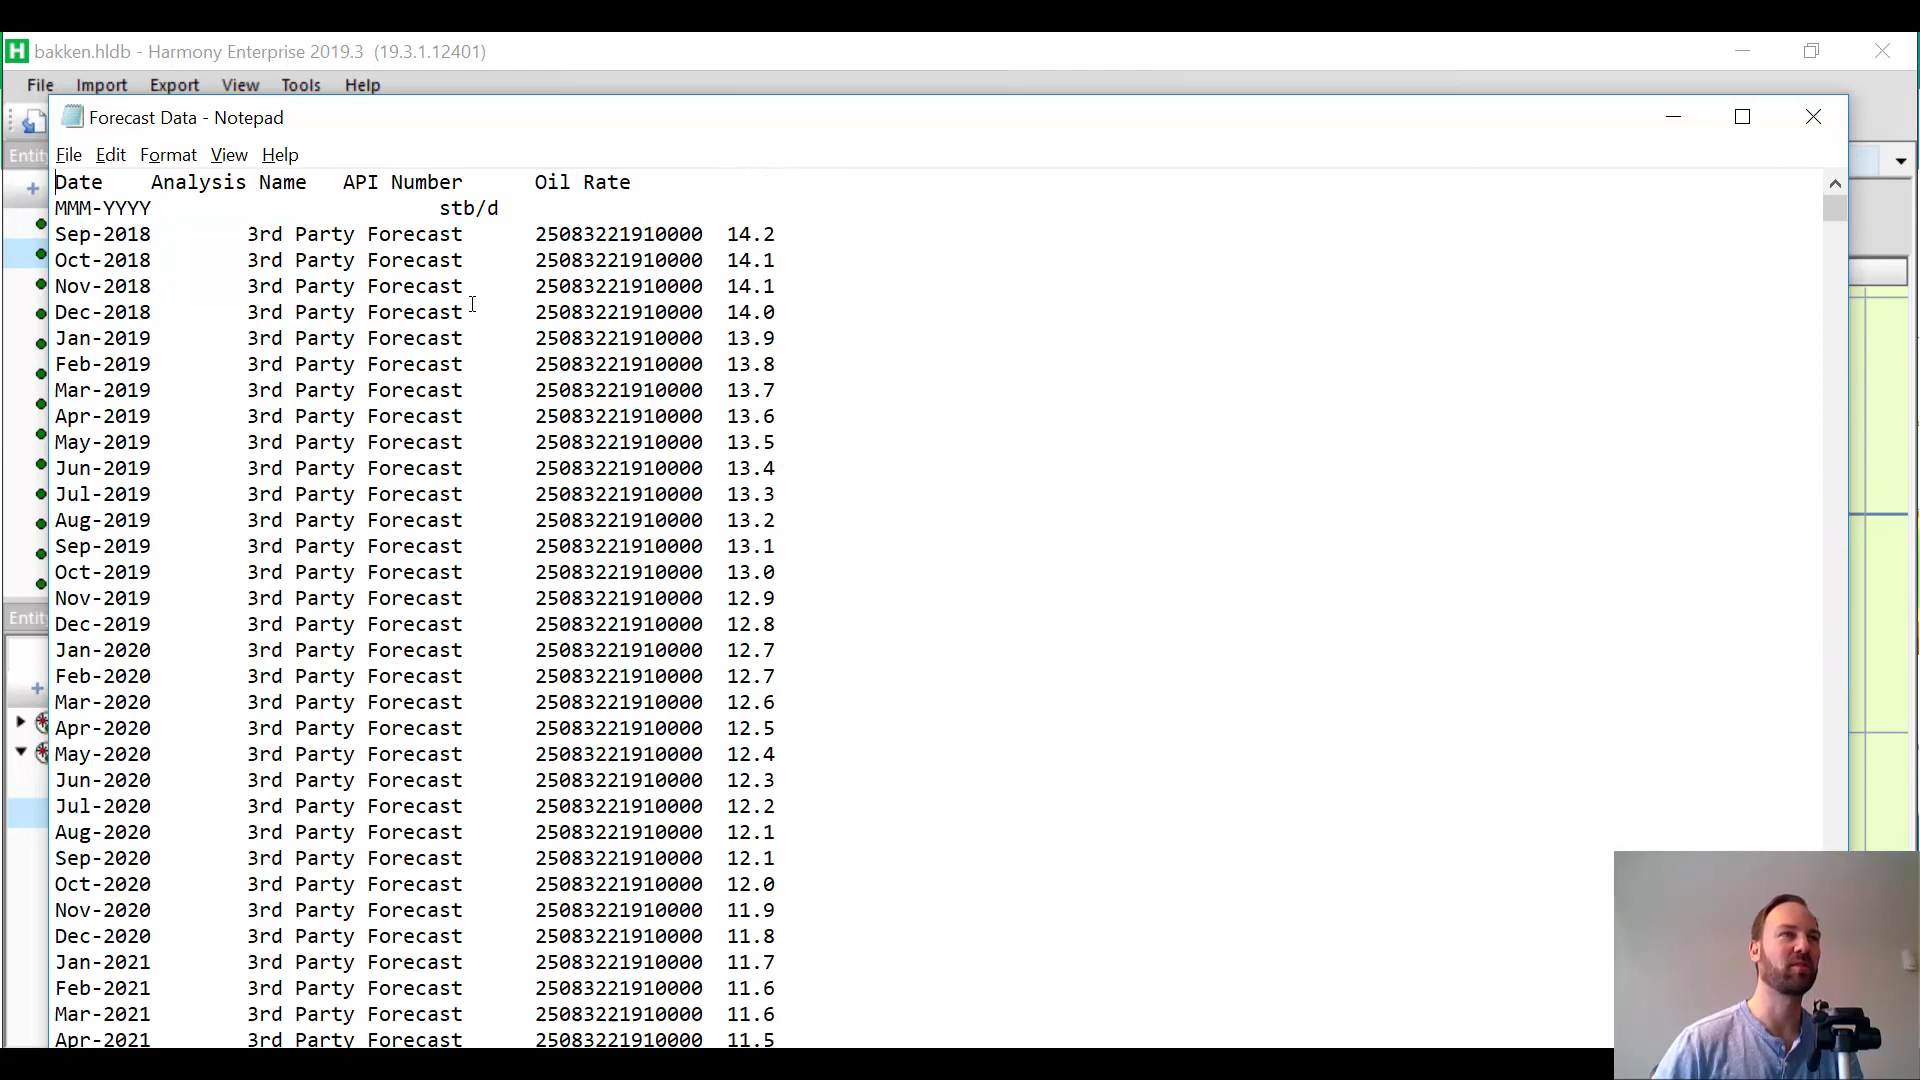 bakken.hldb - Harmony Enterprise 2019.3 (19.3.1.12401)
File Import Export View Tools Help
Forecast Data - Notepad
File Edit Format View Help
Date Analysis Name API Number Oil Rate
MMM-YYYY stb/d
Sep-2018 3rd Party Forecast 25083221910000 14.2
Oct-2018 3rd Party Forecast 25083221910000 14.1
Nov-2018 3rd Party Forecast 25083221910000 14.1
Dec-2018 3rd Party Forecast 25083221910000 14.0
Jan-2019 3rd Party Forecast 25083221910000 13.9
Feb-2019 3rd Party Forecast 25083221910000 13.8
Mar-2019 3rd Party Forecast 25083221910000 13.7
Apr-2019 3rd Party Forecast 25083221910000 13.6
May-2019 3rd Party Forecast 25083221910000 13.5
Jun-2019 3rd Party Forecast 25083221910000 13.4
Jul-2019 3rd Party Forecast 25083221910000 13.3
Aug-2019 3rd Party Forecast 25083221910000 13.2
Sep-2019 3rd Party Forecast 25083221910000 13.1
Oct-2019 3rd Party Forecast 25083221910000 13.0
Nov-2019 3rd Party Forecast 25083221910000 12.9
Dec-2019 3rd Party Forecast 25083221910000 12.8
Jan-2020 3rd Party Forecast 25083221910000 12.7
Feb-2020 3rd Party Forecast 25083221910000 12.7
Mar-2020 3rd Party Forecast 25083221910000 12.6
Apr-2020 3rd Party Forecast 25083221910000 12.5
May-2020 3rd Party Forecast 25083221910000 12.4
Jun-2020 3rd Party Forecast 25083221910000 12.3
Jul-2020 3rd Party Forecast 25083221910000 12.2
Aug-2020 3rd Party Forecast 25083221910000 12.1
Sep-2020 3rd Party Forecast 25083221910000 12.1
Oct-2020 3rd Party Forecast 25083221910000 12.0
Nov-2020 3rd Party Forecast 25083221910000 11.9
Dec-2020 3rd Party Forecast 25083221910000 11.8
Jan-2021 3rd Party Forecast 25083221910000 11.7
Feb-2021 3rd Party Forecast 25083221910000 11.6
Mar-2021 3rd Party Forecast 25083221910000 11.6
Apr-2021 3rd Party Forecast 25083221910000 11.5